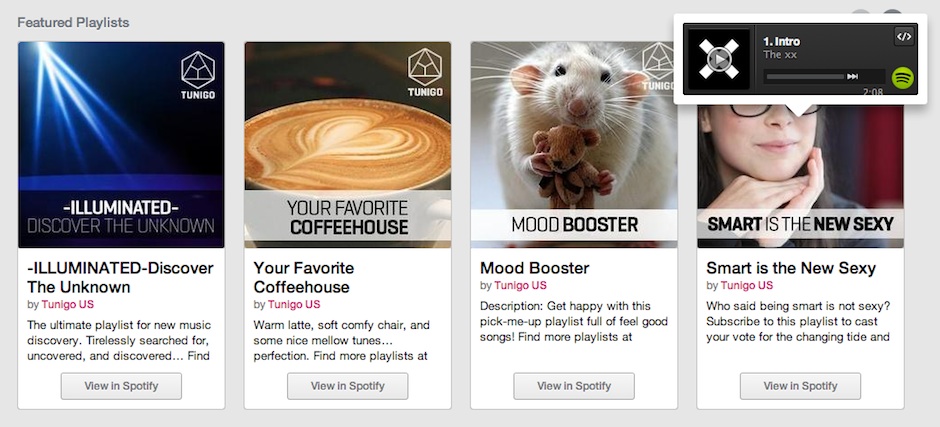 Featured Playlists
1. Intro
The xx
</>
2:08
TUNIGO
-ILLUMINATED-
DISCOVER THE UNKNOWN
-ILLUMINATED-Discover
The Unknown
by Tunigo US
The ultimate playlist for new music
discovery. Tirelessly searched for,
uncovered, and discovered... Find
View in Spotify
TUNIGO
YOUR FAVORITE
COFFEEHOUSE
Your Favorite
Coffeehouse
by Tunigo US
Warm latte, soft comfy chair, and
some nice mellow tunes...
perfection. Find more playlists at
View in Spotify
TUNIGO
MOOD BOOSTER
Mood Booster
by Tunigo US
Description: Get happy with this
pick-me-up playlist full of feel good
songs! Find more playlists at
View in Spotify
SMART IS THE NEW SEXY
Smart is the New Sexy
by Tunigo US
Who said being smart is not sexy?
Subscribe to this playlist to cast
your vote for the changing tide and
View in Spotify